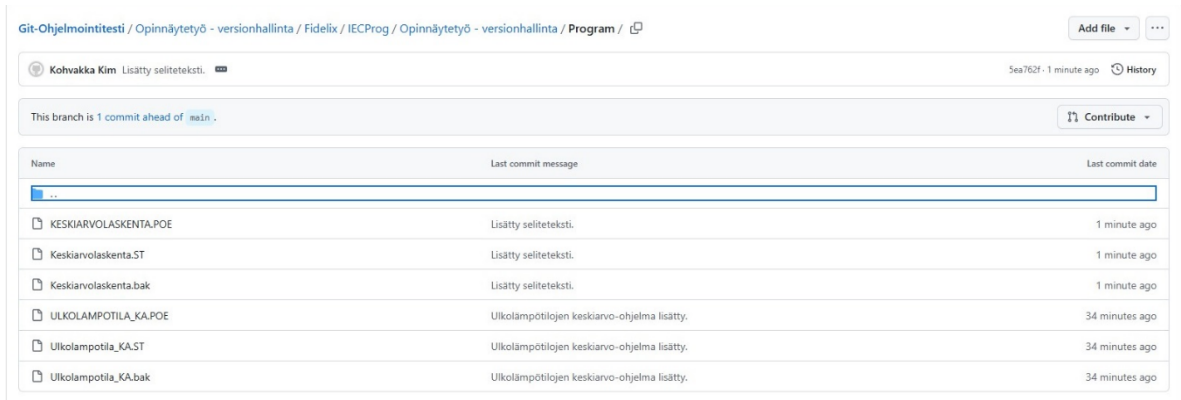 Git-Ohjelmointitesti / Opinnäytetyö - versionhallinta / Fidelix / IECProg / Opinnäytetyö - versionhallinta / Program /
Add file
Kohvakka Kim Lisätty seliteteksti.
5ea762f · 1 minute ago History
This branch is 1 commit ahead of main .
Contribute
Name Last commit message Last commit date
..
KESKIARVOLASKENTA.POE Lisätty seliteteksti. 1 minute ago
Keskiarvolaskenta.ST Lisätty seliteteksti. 1 minute ago
Keskiarvolaskenta.bak Lisätty seliteteksti. 1 minute ago
ULKOLAMPOTILA_KA.POE Ulkolämpötilojen keskiarvo-ohjelma lisätty. 34 minutes ago
Ulkolampotila_KA.ST Ulkolämpötilojen keskiarvo-ohjelma lisätty. 34 minutes ago
Ulkolampotila_KA.bak Ulkolämpötilojen keskiarvo-ohjelma lisätty. 34 minutes ago